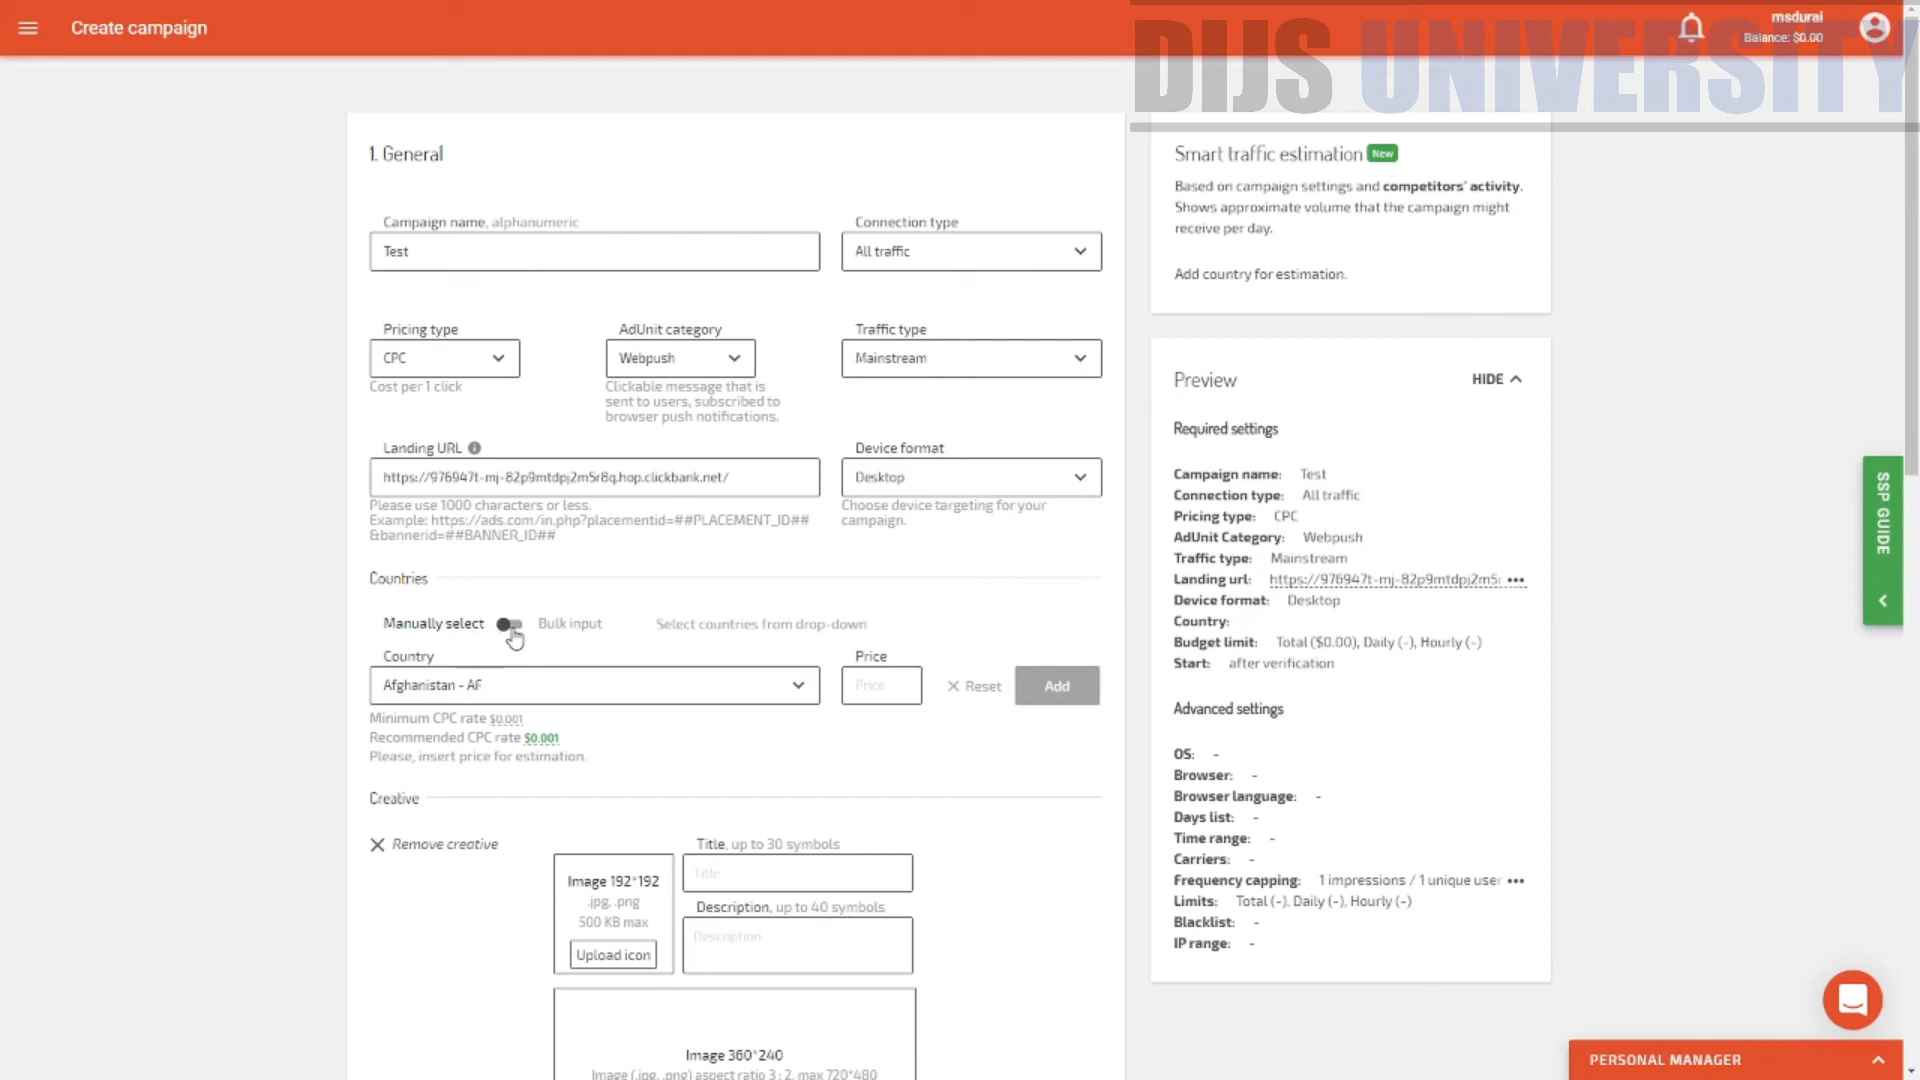 Create campaign
msdurai
Balance: $0.00
DIJS UNIVERSITY
1. General
Campaign name, alphanumeric
Test
Connection type
All traffic
Pricing type
CPC
Cost per 1 click
AdUnit category
Webpush
Clickable message that is
sent to users, subscribed to
browser push notifications.
Traffic type
Mainstream
Landing URL
https://976947t-mj-82p9mtdpj2m5r8q.hop.clickbank.net/
Please use 1000 characters or less.
Example: https://ads.com/in.php?placementid=##PLACEMENT_ID##
&bannerid=##BANNER_ID##
Device format
Desktop
Choose device targeting for your
campaign.
Countries
Manually select
Bulk input
Select countries from drop-down
Country
Afghanistan - AF
Price
Price
Reset
Add
Minimum CPC rate $0.001
Recommended CPC rate $0.001
Please, insert price for estimation.
Creative
Remove creative
Image 192*192
.jpg, .png
500 KB max
Upload icon
Title, up to 30 symbols
Title
Description, up to 40 symbols
Description
Image 360*240
Image (.jpg, .png) aspect ratio 3 : 2, max 720*480
Smart traffic estimation New
Based on campaign settings and competitors' activity.
Shows approximate volume that the campaign might
receive per day.
Add country for estimation.
Preview
HIDE
Required settings
Campaign name: Test
Connection type: All traffic
Pricing type: CPC
AdUnit Category: Webpush
Traffic type: Mainstream
Landing url: https://976947t-mj-82p9mtdpj2m5r •••
Device format: Desktop
Country:
Budget limit: Total ($0.00), Daily (-), Hourly (-)
Start: after verification
Advanced settings
OS: -
Browser: -
Browser language: -
Days list: -
Time range: -
Carriers: -
Frequency capping: 1 impressions / 1 unique user •••
Limits: Total (-), Daily (-), Hourly (-)
Blacklist: -
IP range: -
SSP GUIDE
PERSONAL MANAGER